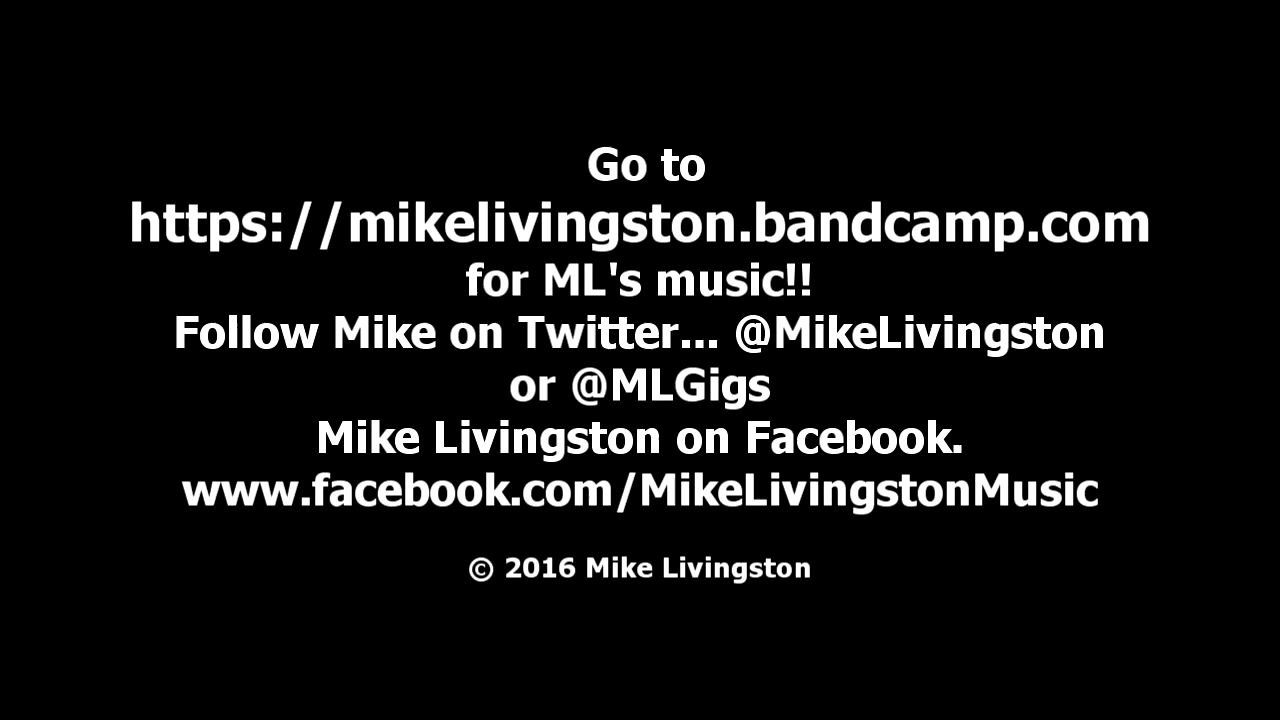 Go to
https://mikelivingston.bandcamp.com
for ML's music!!
Follow Mike on Twitter... @MikeLivingston
or @MLGigs
Mike Livingston on Facebook.
www.facebook.com/MikeLivingstonMusic
© 2016 Mike Livingston